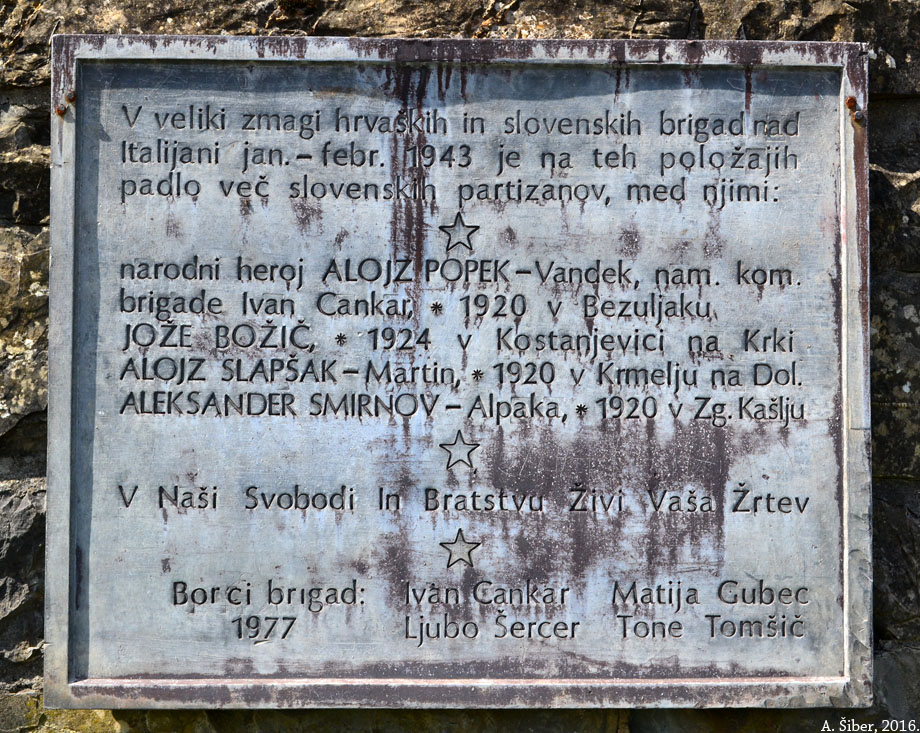 V veliki zmagi hrvaških in slovenskih brigad nad
Italijani jan.–febr. 1943 je na teh položajih
padlo več slovenskih partizanov, med njimi:
narodni heroj ALOJZ POPEK–Vandek, nam. kom.
brigade Ivan Cankar, * 1920 v Bezuljaku,
JOŽE BOŽIČ, * 1924 v Kostanjevici na Krki
ALOJZ SLAPŠAK–Martin, * 1920 v Krmelju na Dol.
ALEKSANDER SMIRNOV–Alpaka, * 1920 v Zg. Kašlju
V Naši Svobodi In Bratstvu Živi Vaša Žrtev
Borci brigad: Ivan Cankar Matija Gubec
1977 Ljubo Šercer Tone Tomšič
A. Šiber, 2016.